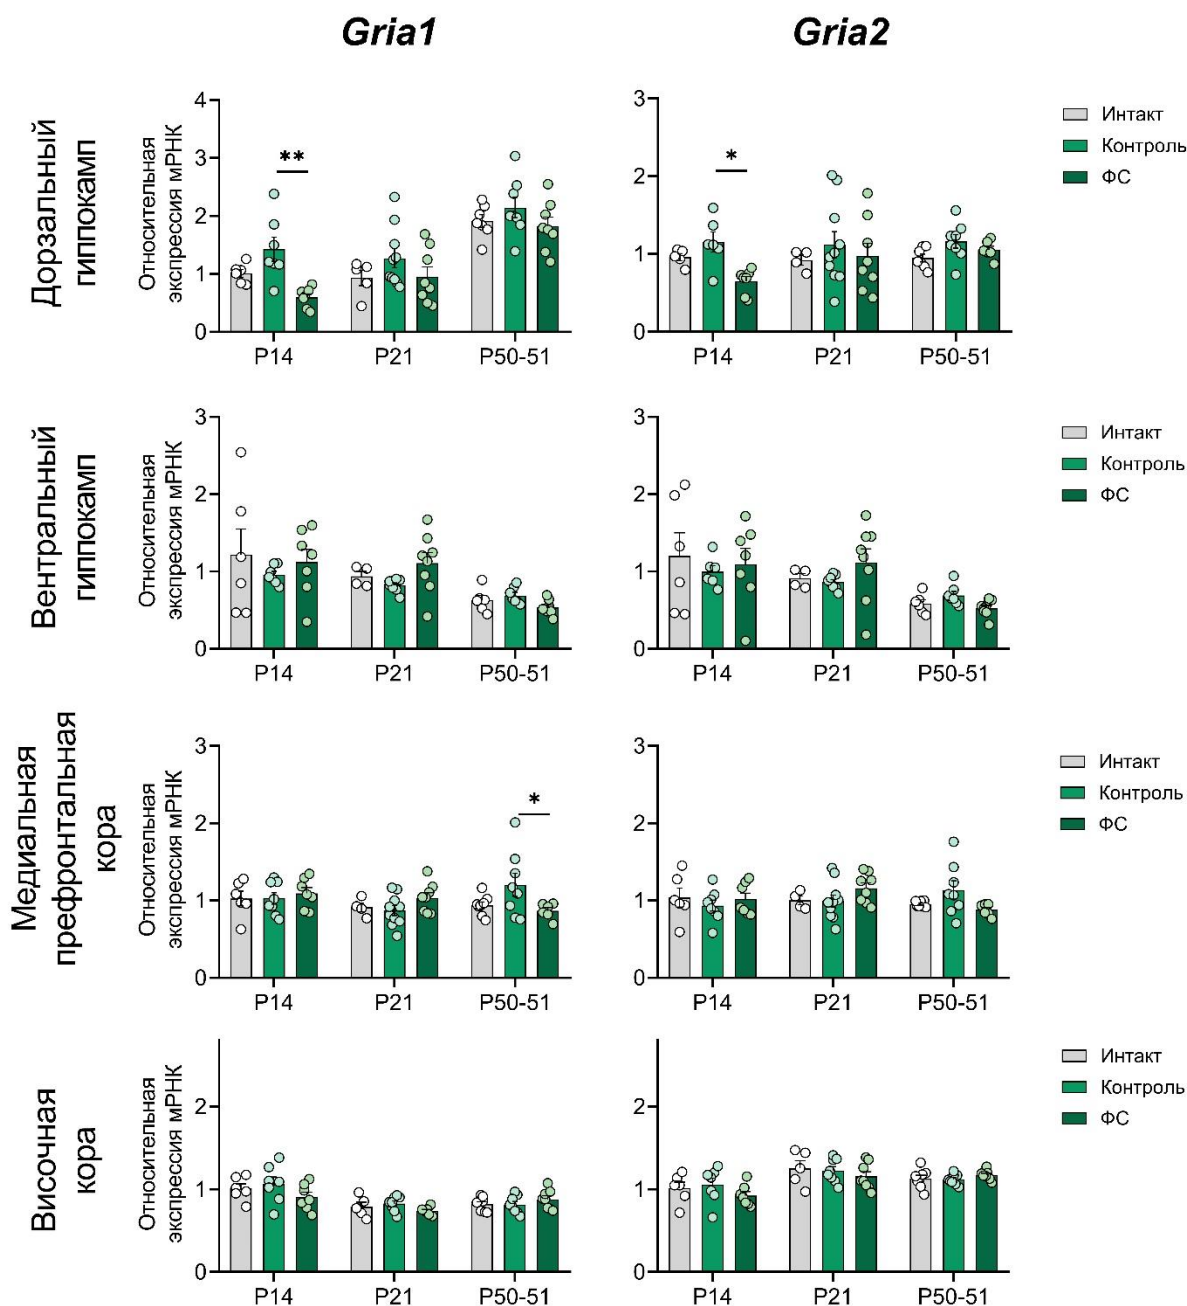 Gria1
Gria2
Дорзальный
гиппокамп
Относительная
экспрессия мРНК
4
3
2
1
0
**
P14
P21
P50-51
3
2
1
0
*
P14
P21
P50-51
Интакт
Контроль
ФС
Вентральный
гиппокамп
Относительная
экспрессия мРНК
3
2
1
0
P14
P21
P50-51
3
2
1
0
P14
P21
P50-51
Интакт
Контроль
ФС
Медиальная
префронтальная
кора
Относительная
экспрессия мРНК
3
2
1
0
*
P14
P21
P50-51
3
2
1
0
P14
P21
P50-51
Интакт
Контроль
ФС
Височная
кора
Относительная
экспрессия мРНК
2
1
0
P14
P21
P50-51
2
1
0
P14
P21
P50-51
Интакт
Контроль
ФС